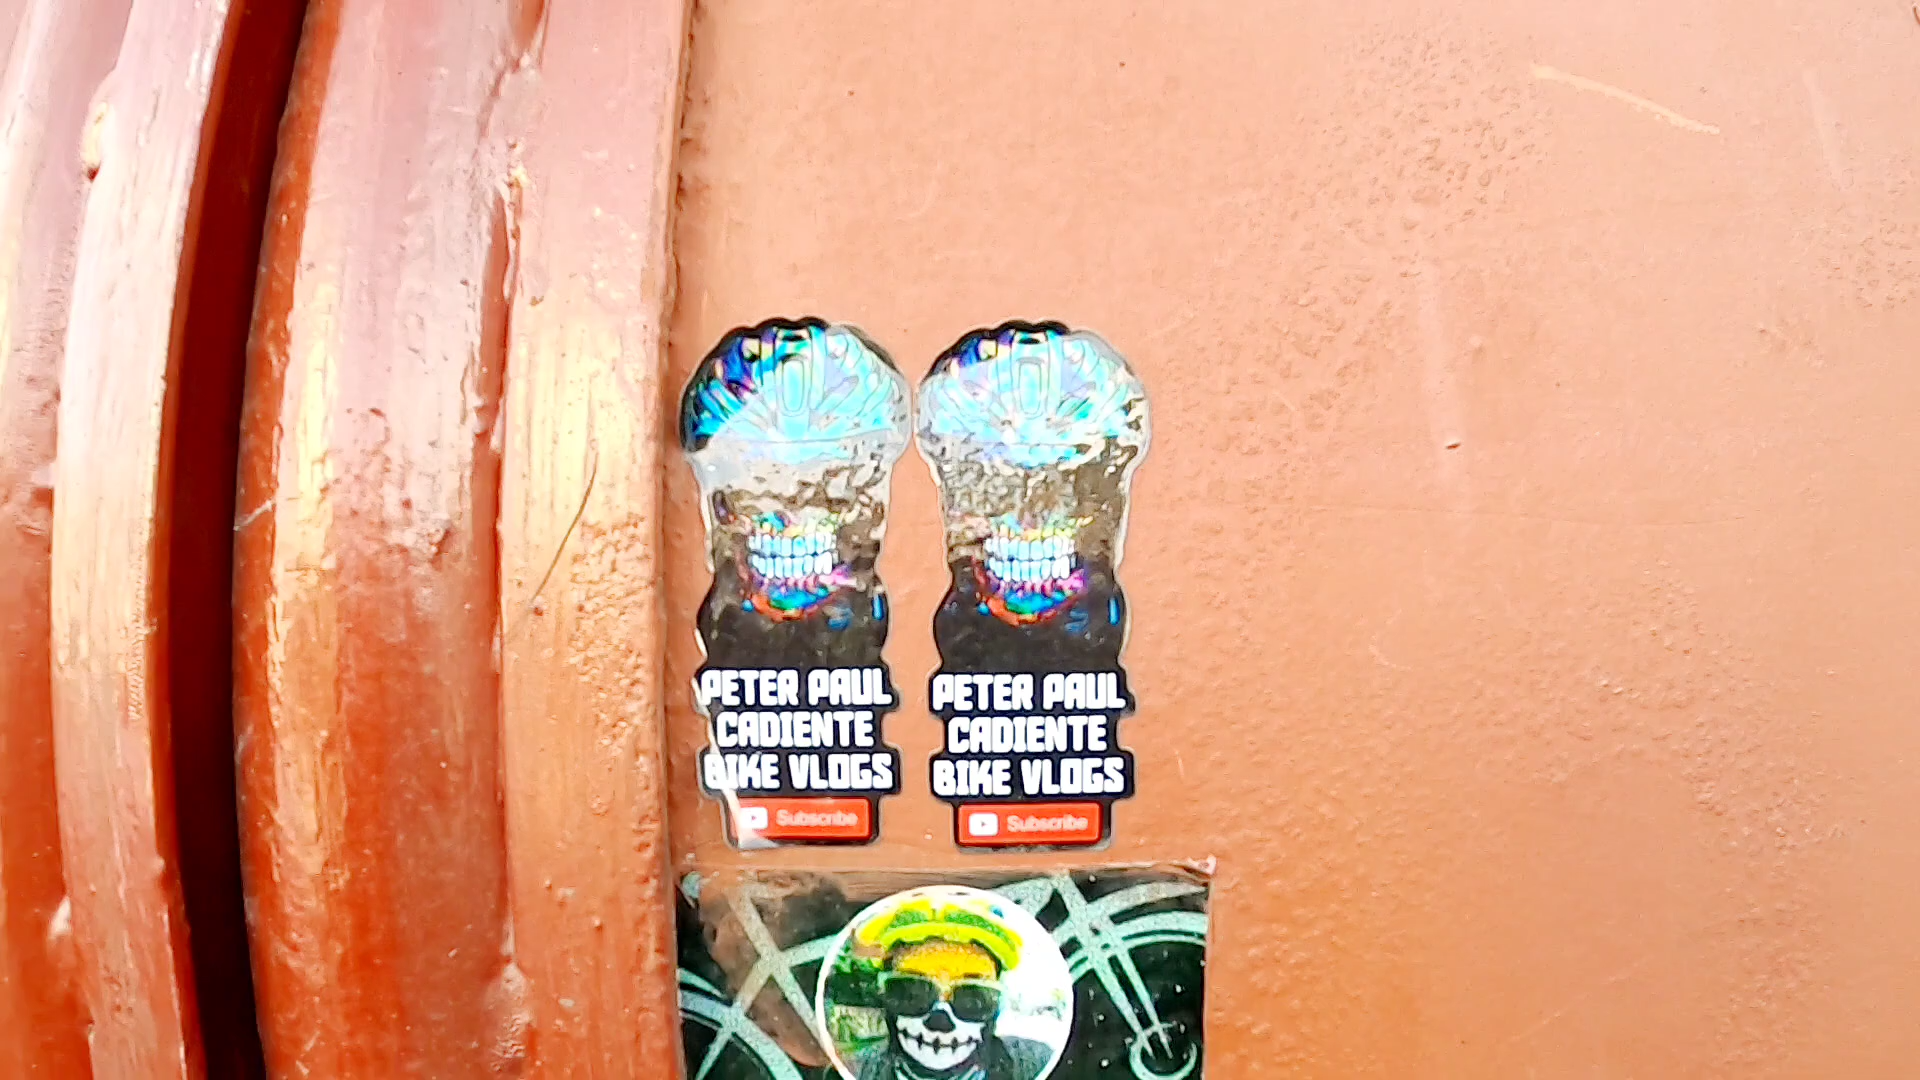 PETER PAUL
CADIENTE
BIKE VLOGS
Subscribe
PETER PAUL
CADIENTE
BIKE VLOGS
Subscribe